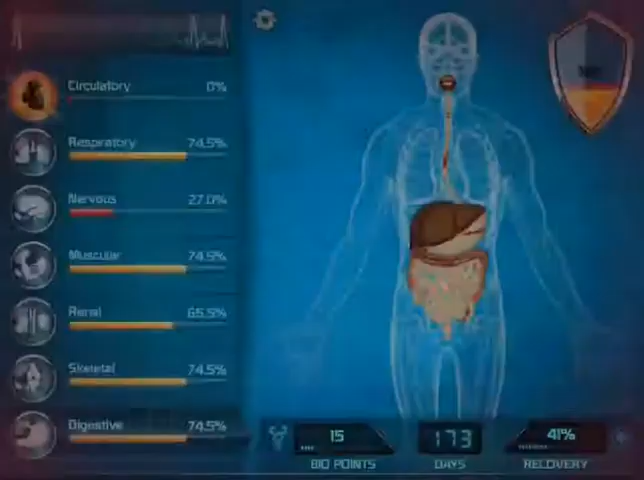 Circulatory 0%
Respiratory 74.5%
Nervous 27.0%
Muscular 74.5%
Renal 65.5%
Skeletal 74.5%
Digestive 74.5%
15
BIO POINTS
173
DAYS
41%
RECOVERY